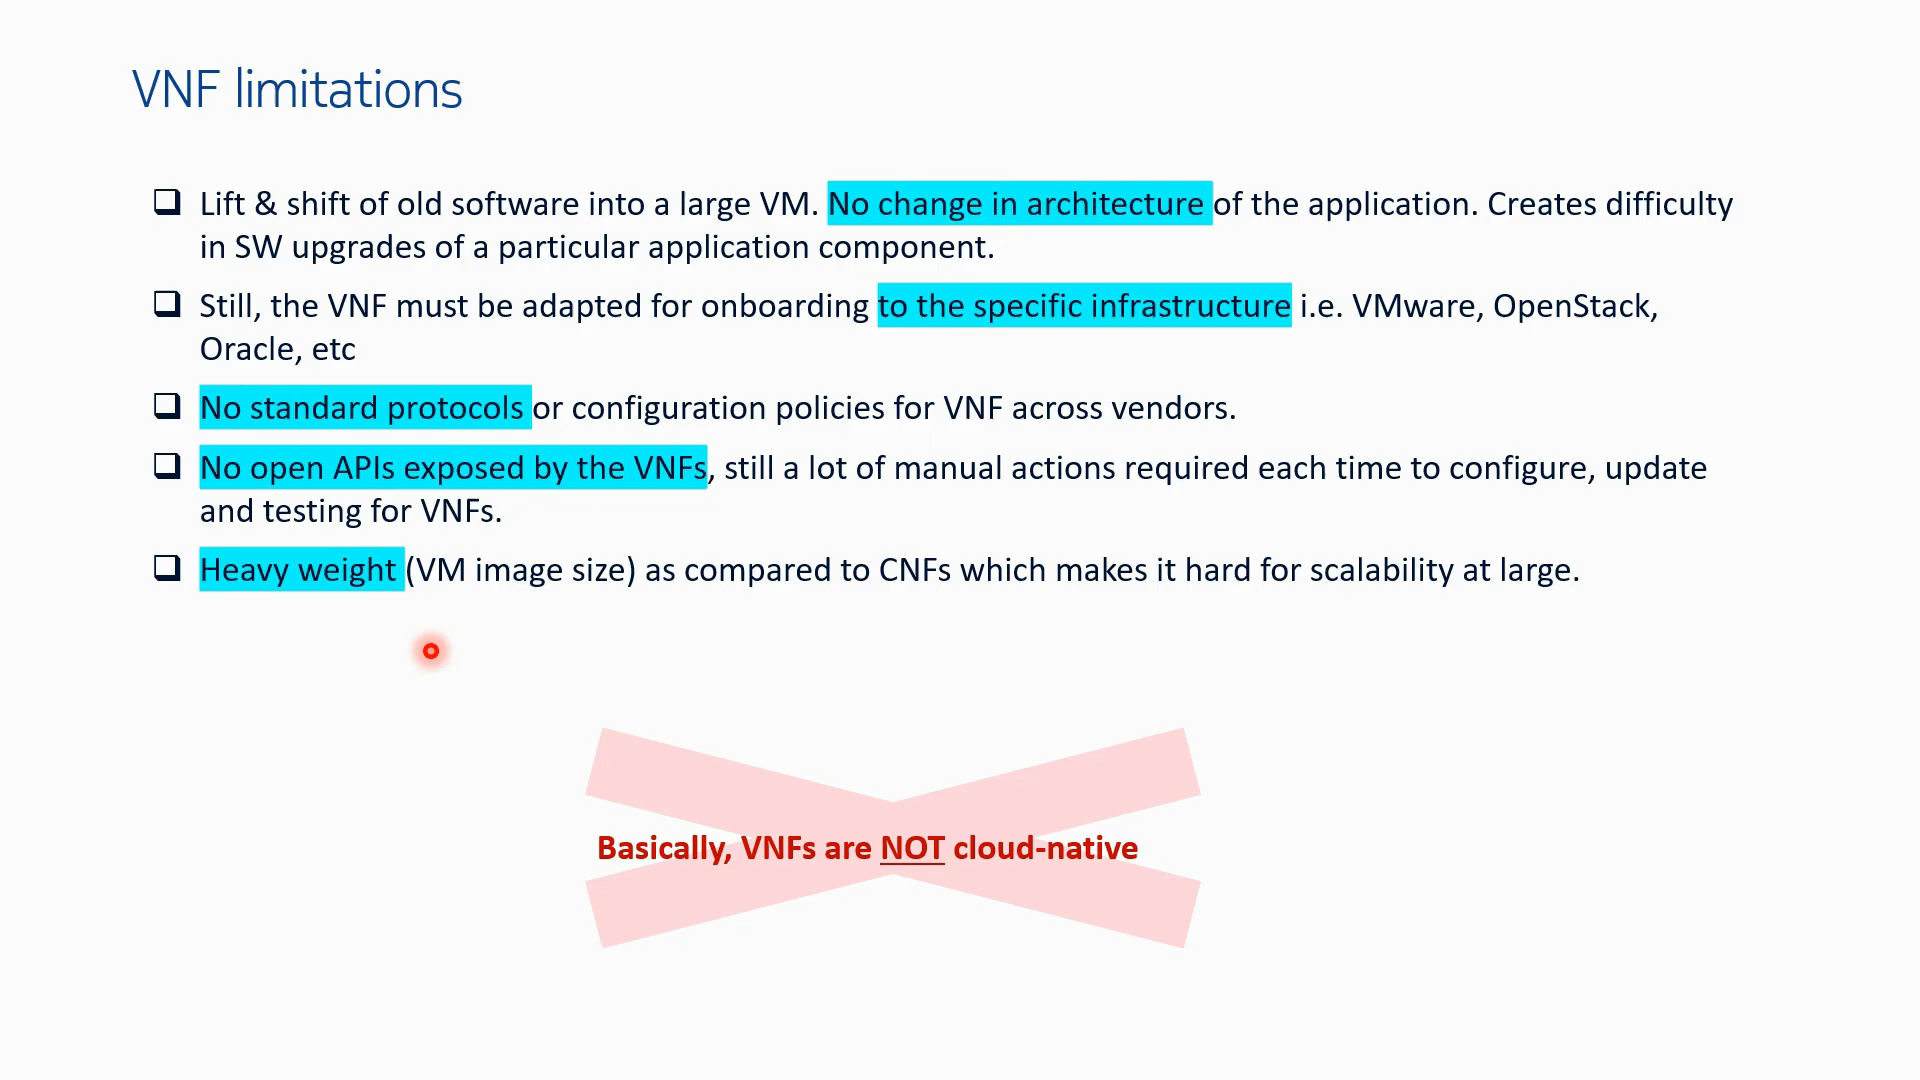 VNF limitations
Lift & shift of old software into a large VM. No change in architecture of the application. Creates difficulty
in SW upgrades of a particular application component.
Still, the VNF must be adapted for onboarding to the specific infrastructure i.e. VMware, OpenStack,
Oracle, etc
No standard protocols or configuration policies for VNF across vendors.
No open APIs exposed by the VNFs, still a lot of manual actions required each time to configure, update
and testing for VNFs.
Heavy weight (VM image size) as compared to CNFs which makes it hard for scalability at large.
Basically, VNFs are NOT cloud-native